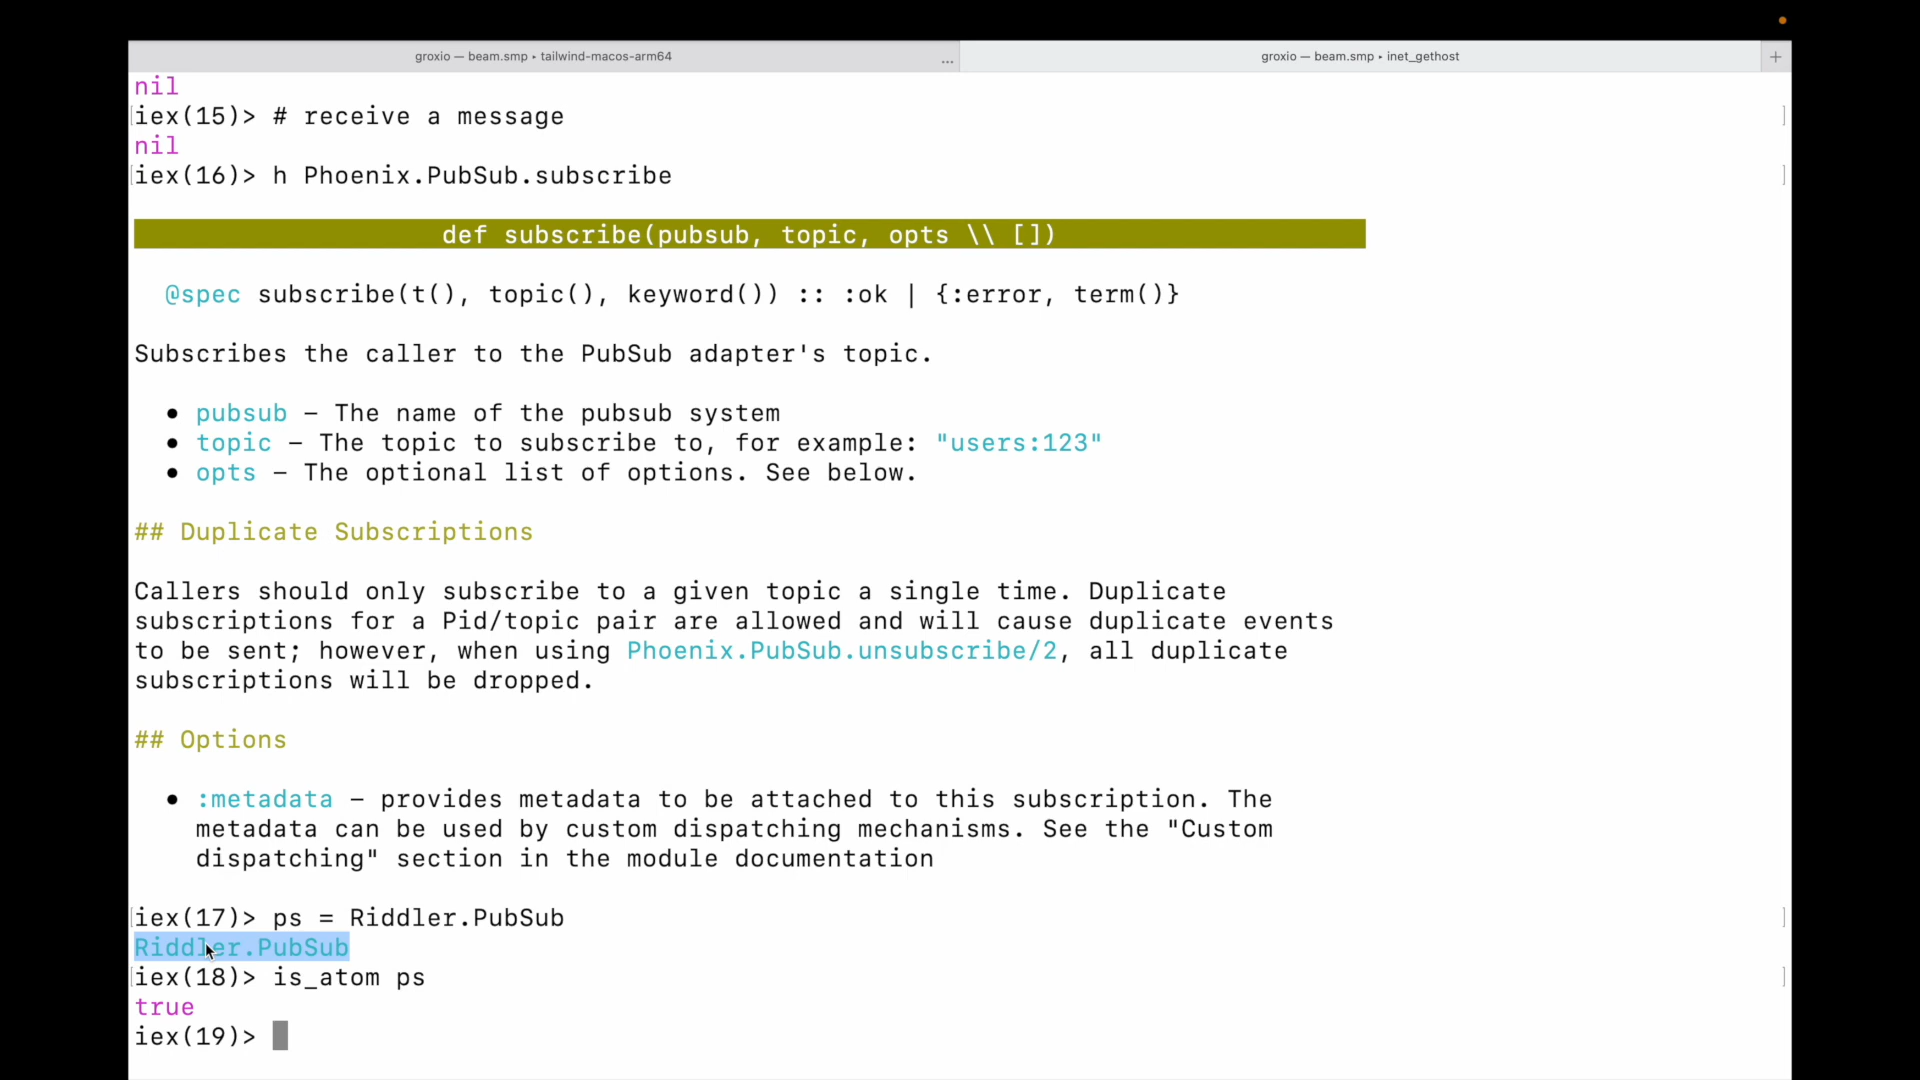 groxio — beam.smp ▸ tailwind-macos-arm64 ... groxio — beam.smp ▸ inet_gethost +
nil
iex(15)> # receive a message
nil
iex(16)> h Phoenix.PubSub.subscribe
def subscribe(pubsub, topic, opts \\ [])
@spec subscribe(t(), topic(), keyword()) :: :ok | {:error, term()}
Subscribes the caller to the PubSub adapter's topic.
• pubsub – The name of the pubsub system
• topic – The topic to subscribe to, for example: "users:123"
• opts – The optional list of options. See below.
## Duplicate Subscriptions
Callers should only subscribe to a given topic a single time. Duplicate
subscriptions for a Pid/topic pair are allowed and will cause duplicate events
to be sent; however, when using Phoenix.PubSub.unsubscribe/2, all duplicate
subscriptions will be dropped.
## Options
• :metadata – provides metadata to be attached to this subscription. The
metadata can be used by custom dispatching mechanisms. See the "Custom
dispatching" section in the module documentation
iex(17)> ps = Riddler.PubSub
Riddler.PubSub
iex(18)> is_atom ps
true
iex(19)>